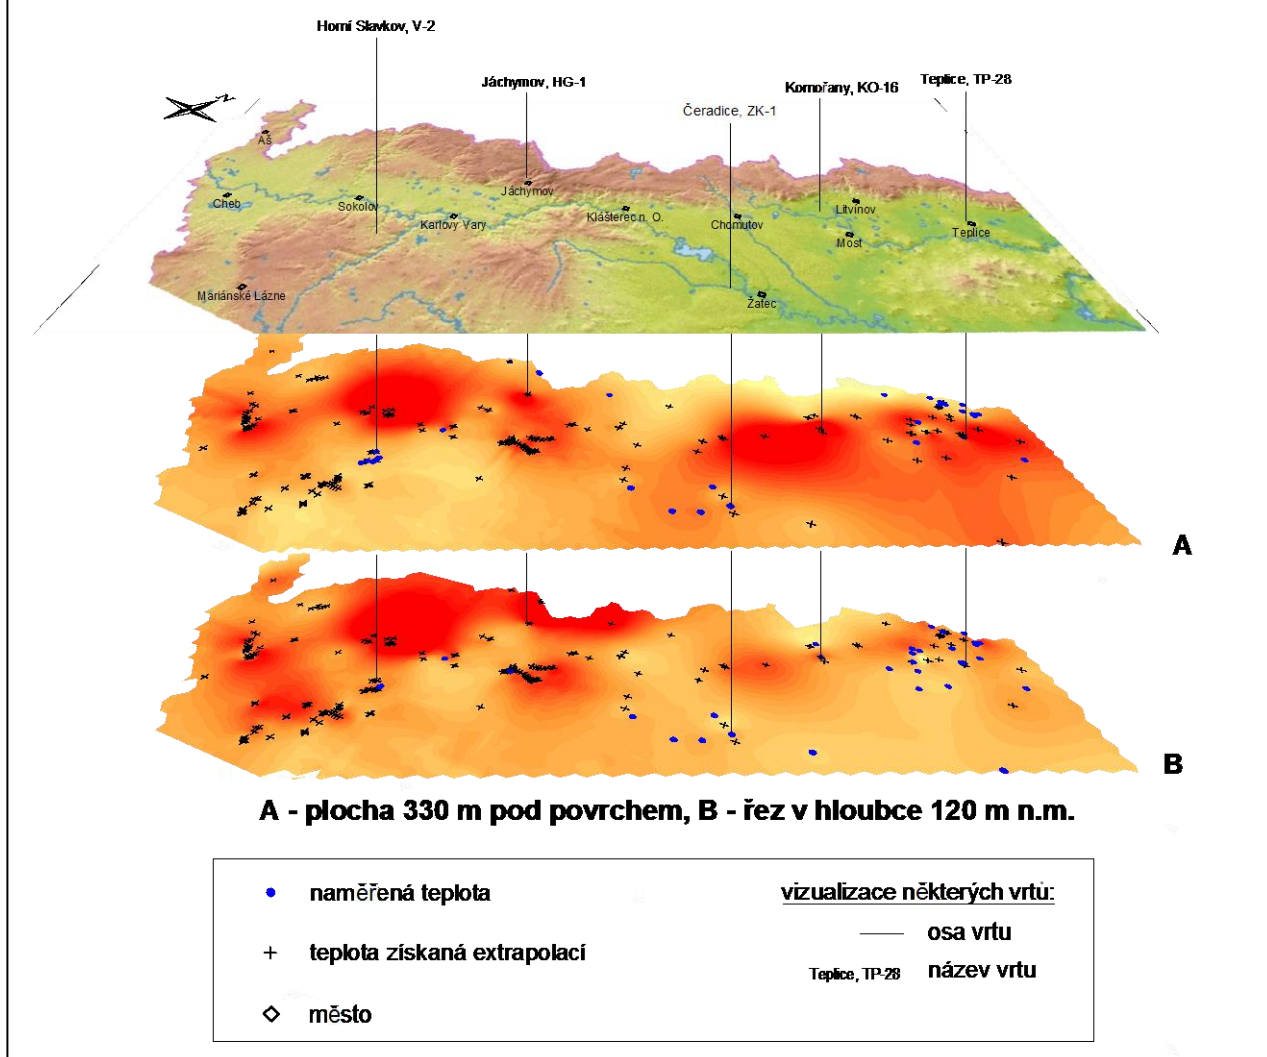 Horní Slavkov, V-2
Jáchymov, HG-1
Teplice, TP-28
Komořany, KO-16
Čeradice, ZK-1
Z
Aš
Cheb
Sokolov
Karlovy Vary
Jáchymov
Klášterec n. O.
Chomutov
Litvínov
Most
Teplice
Mariánské Lázne
Žatec
A
B
A - plocha 330 m pod povrchem, B - řez v hloubce 120 m n.m.
naměřená teplota
teplota získaná extrapolací
město
vizualizace některých vrtů:
osa vrtu
Teplice, TP-28 název vrtu